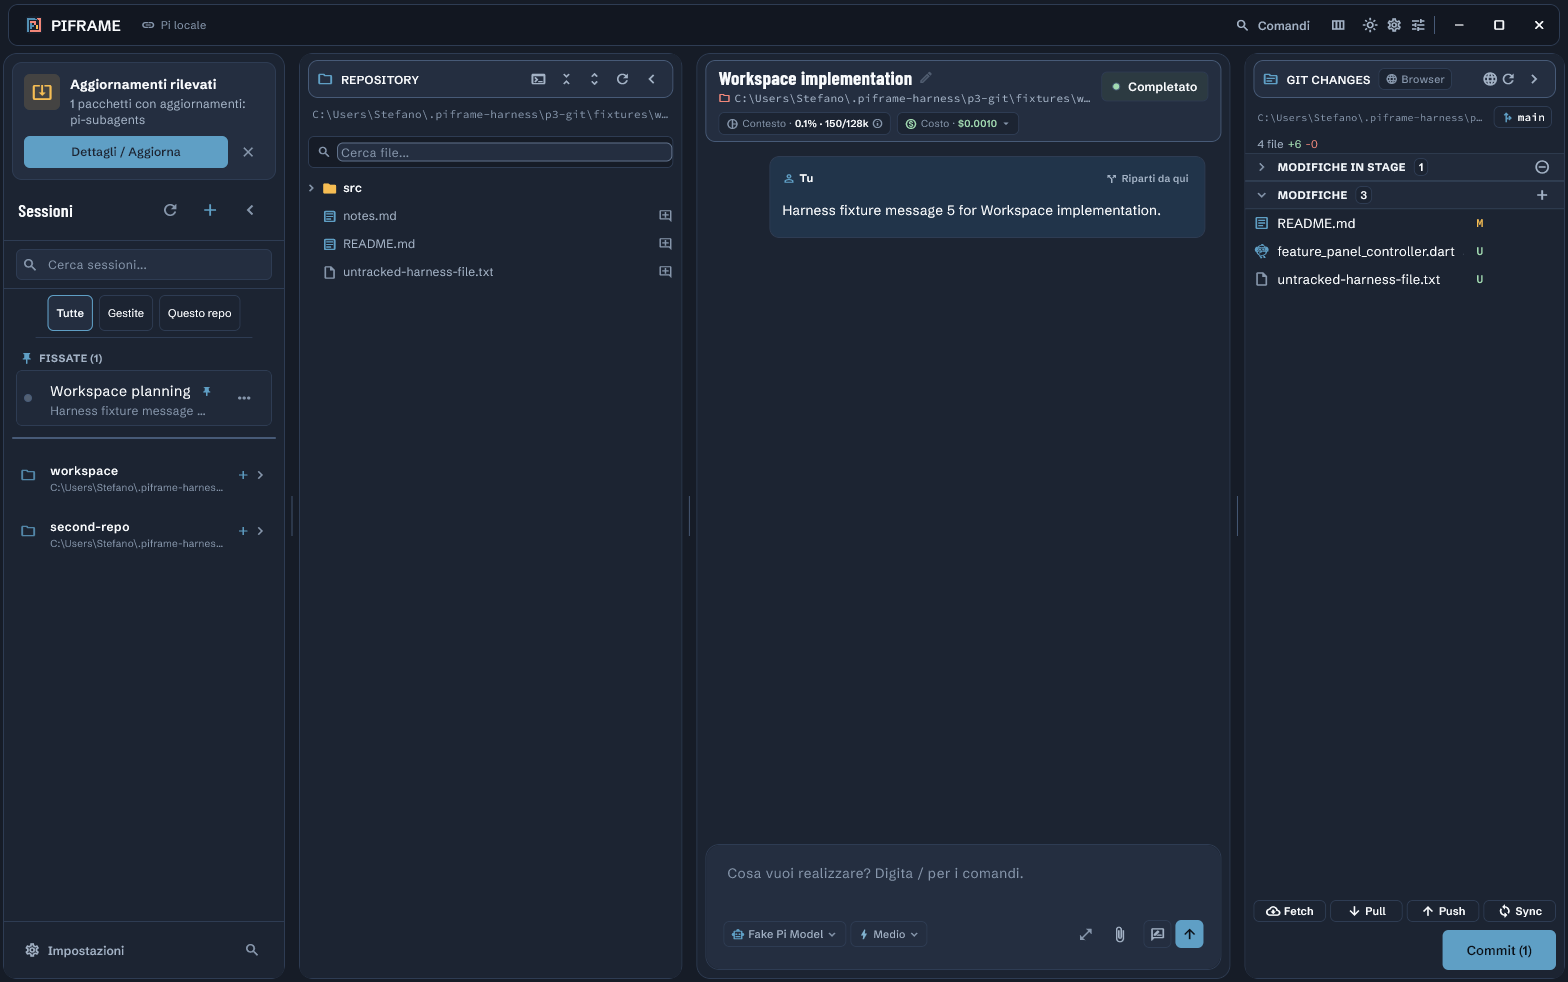 PIFRAME
Pi locale
Comandi
Aggiornamenti rilevati
1 pacchetti con aggiornamenti:
pi-subagents
Dettagli / Aggiorna
Sessioni
Cerca sessioni...
Tutte
Gestite
Questo repo
FISSATE (1)
Workspace planning
Harness fixture message ...
workspace
C:\Users\Stefano\.piframe-harnes...
second-repo
C:\Users\Stefano\.piframe-harnes...
Impostazioni
REPOSITORY
C:\Users\Stefano\.piframe-harness\p3-git\fixtures\w...
Cerca file...
src
notes.md
README.md
untracked-harness-file.txt
Workspace implementation
C:\Users\Stefano\.piframe-harness\p3-git\fixtures\w...
Completato
Contesto · 0.1% · 150/128k
Costo · $0.0010
Tu
Riparti da qui
Harness fixture message 5 for Workspace implementation.
Cosa vuoi realizzare? Digita / per i comandi.
Fake Pi Model
Medio
GIT CHANGES
Browser
C:\Users\Stefano\.piframe-harness\p...
main
4 file +6 -0
MODIFICHE IN STAGE 1
MODIFICHE 3
README.md M
feature_panel_controller.dart U
untracked-harness-file.txt U
Fetch
Pull
Push
Sync
Commit (1)